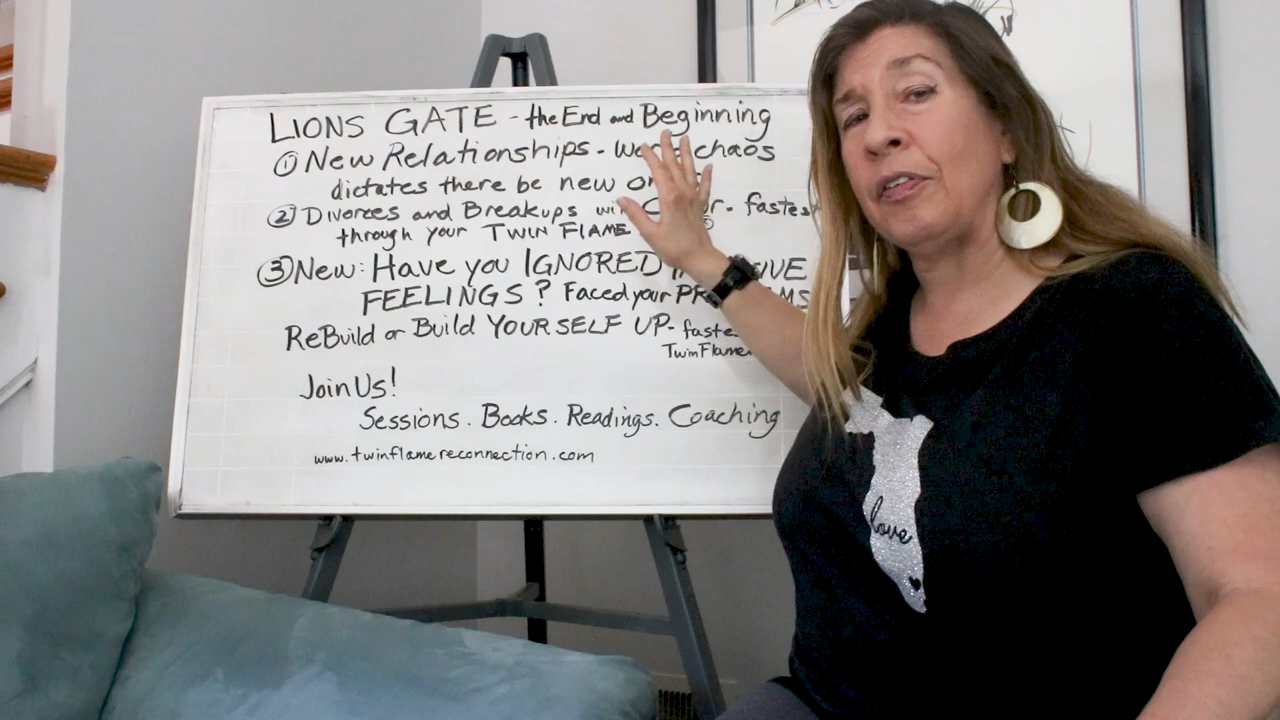 LIONS GATE - the End and Beginning
① New Relationships - chaos
dictates there be new
② Divorces and Breakups fastest
through your TWIN FLAME
③ New: Have you IGNORED
FEELINGS? Faced your
ReBuild or Build YOURSELF UP -
TwinFlame
Join Us!
Sessions. Books. Readings. Coaching
www.twinflamereconnection.com
love